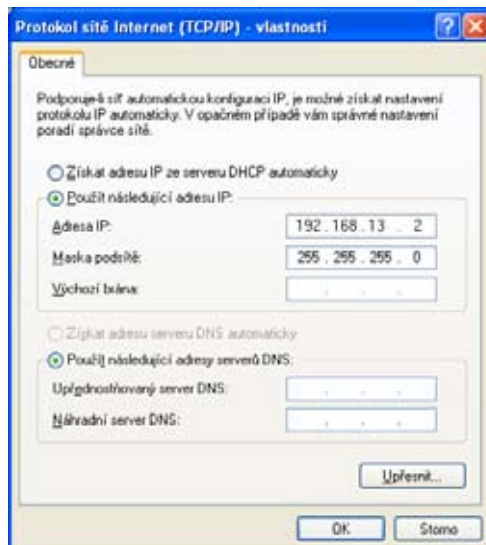 Protokol sítě Internet (TCP/IP) - vlastnosti
Obecné
Podporuje-li síť automatickou konfiguraci IP, je možné získat nastavení
protokolu IP automaticky. V opačném případě vám správné nastavení
poradí správce sítě.
Získat adresu IP ze serveru DHCP automaticky
Použít následující adresu IP:
Adresa IP: 192 . 168 . 13 . 2
Maska podsítě: 255 . 255 . 255 . 0
Výchozí brána: . . .
Získat adresu serveru DNS automaticky
Použít následující adresy serverů DNS:
Upřednostňovaný server DNS: . . .
Náhradní server DNS: . . .
Upřesnit...
OK Storno